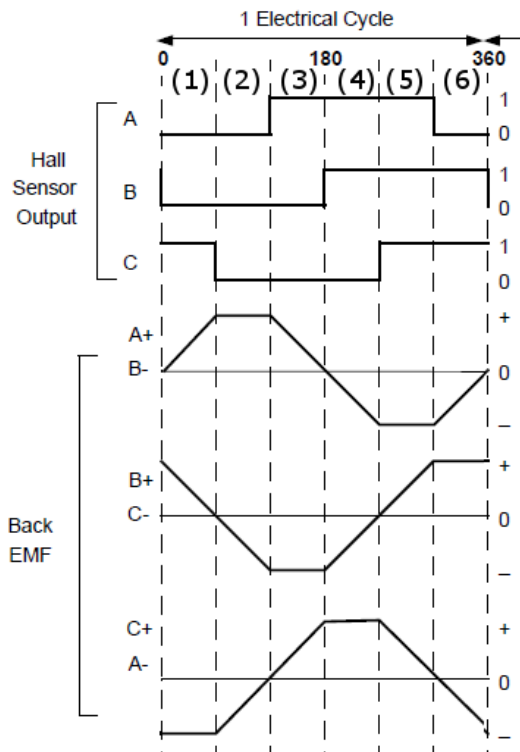 1 Electrical Cycle
0 180 360
(1) (2) (3) (4) (5) (6)
A
1
0
Hall
Sensor
Output
B
1
0
C
1
0
A+
B-
+
0
–
B+
C-
+
0
–
Back
EMF
C+
A-
+
0
–